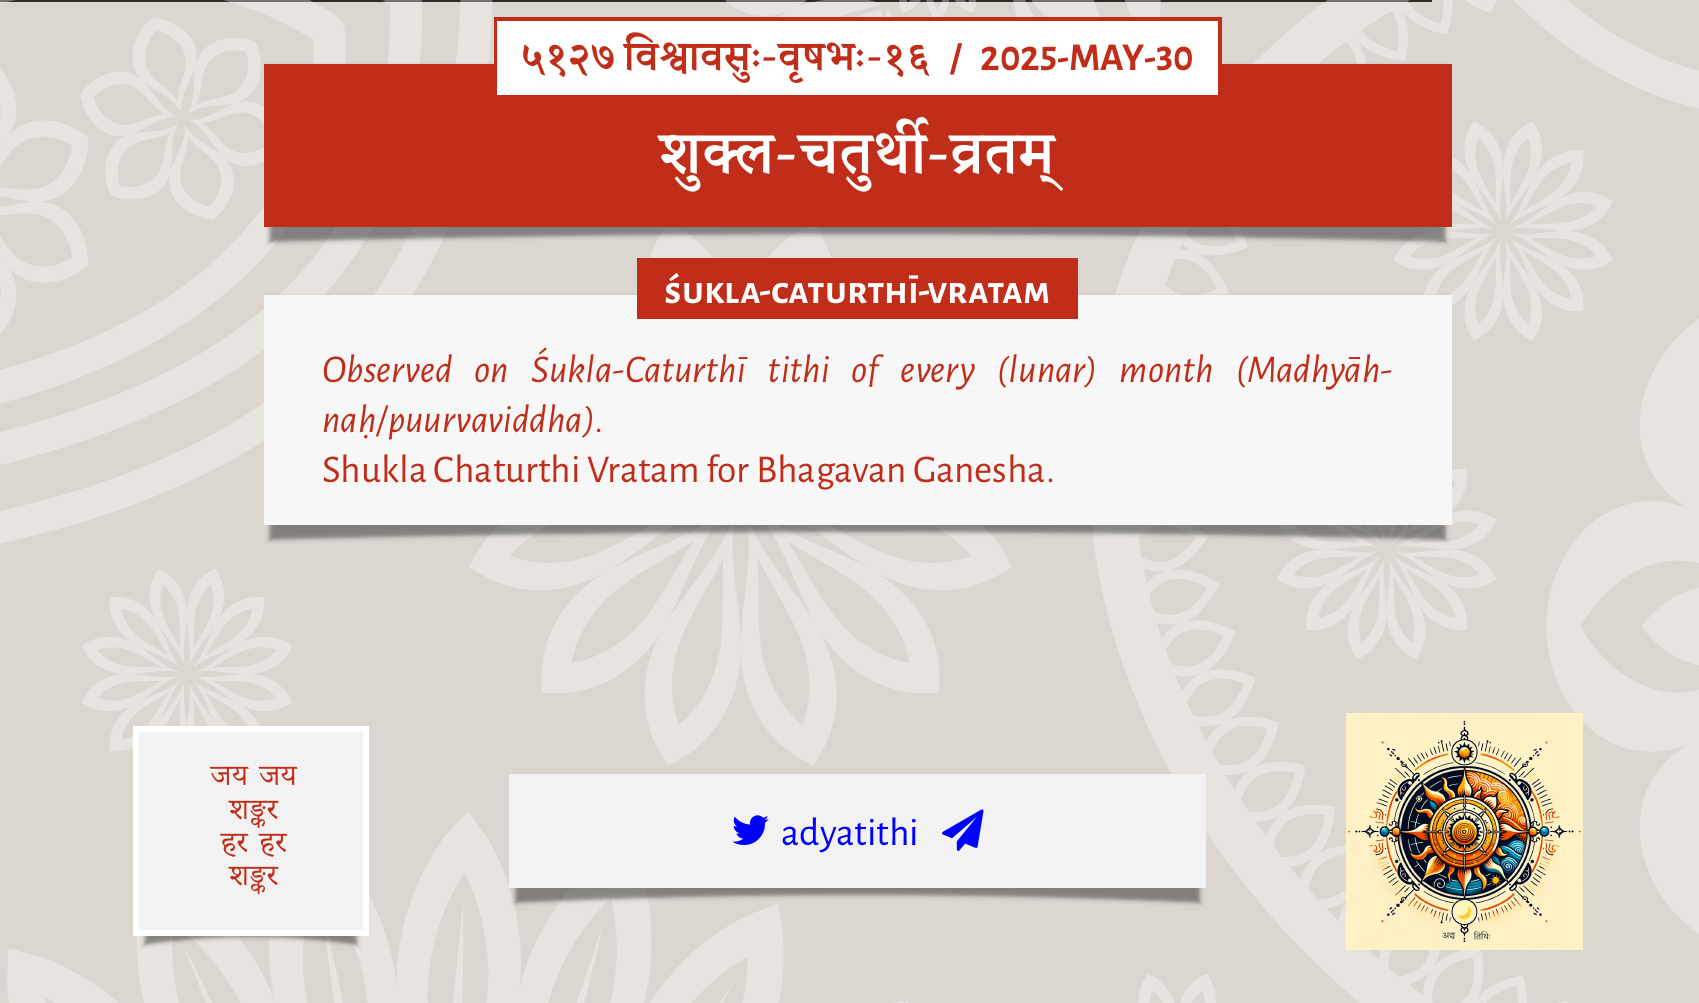 ५१२७ विश्वावसुः-वृषभः-१६ / 2025-MAY-30
शुक्ल-चतुर्थी-व्रतम्
ŚUKLA-CATURTHĪ-VRATAM
Observed on Śukla-Caturthī tithi of every (lunar) month (Madhyāh-
naḥ/puurvaviddha).
Shukla Chaturthi Vratam for Bhagavan Ganesha.
जय जय
शङ्कर
हर हर
शङ्कर
adyatithi
अद्य तिथिः